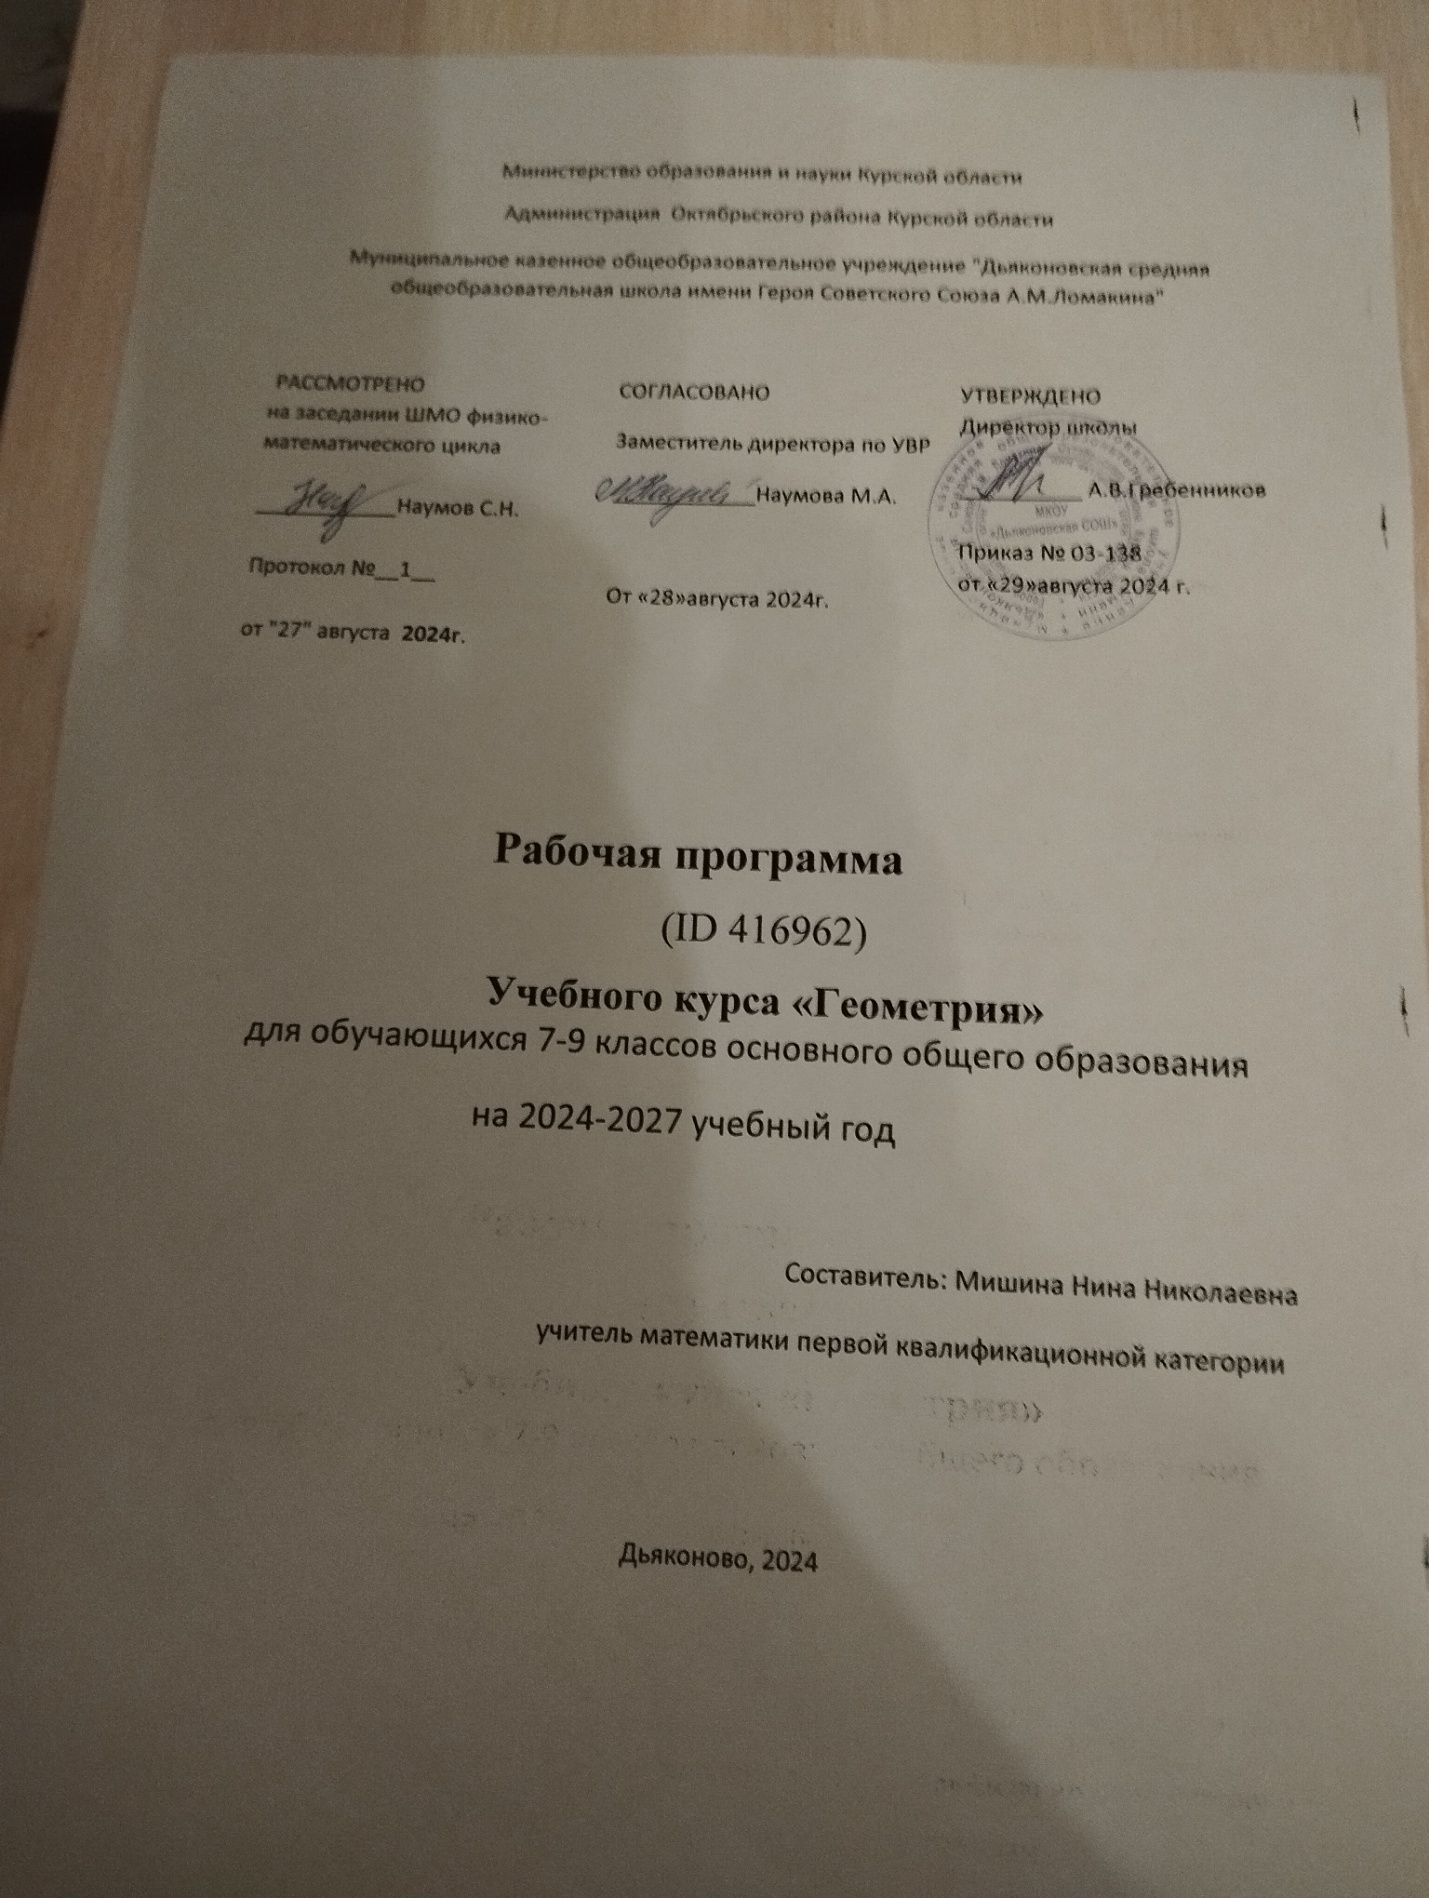 Министерство образования и науки Курской области
Администрация Октябрьского района Курской области
Муниципальное казенное общеобразовательное учреждение "Дьяконовская средняя
общеобразовательная школа имени Героя Советского Союза А.М.Ломакина"
РАССМОТРЕНО
на заседании ШМО физико-
математического цикла
Наумов С.Н.
Протокол №__1__
от "27" августа 2024г.
СОГЛАСОВАНО
Заместитель директора по УВР
Наумова М.А.
От «28»августа 2024г.
УТВЕРЖДЕНО
Директор школы
А.В.Гребенников
МКОУ
«Дьяконовская СОШ»
Приказ № 03-138
от «29»августа 2024 г.
Рабочая программа
(ID 416962)
Учебного курса «Геометрия»
для обучающихся 7-9 классов основного общего образования
на 2024-2027 учебный год
Составитель: Мишина Нина Николаевна
учитель математики первой квалификационной категории
Дьяконово, 2024